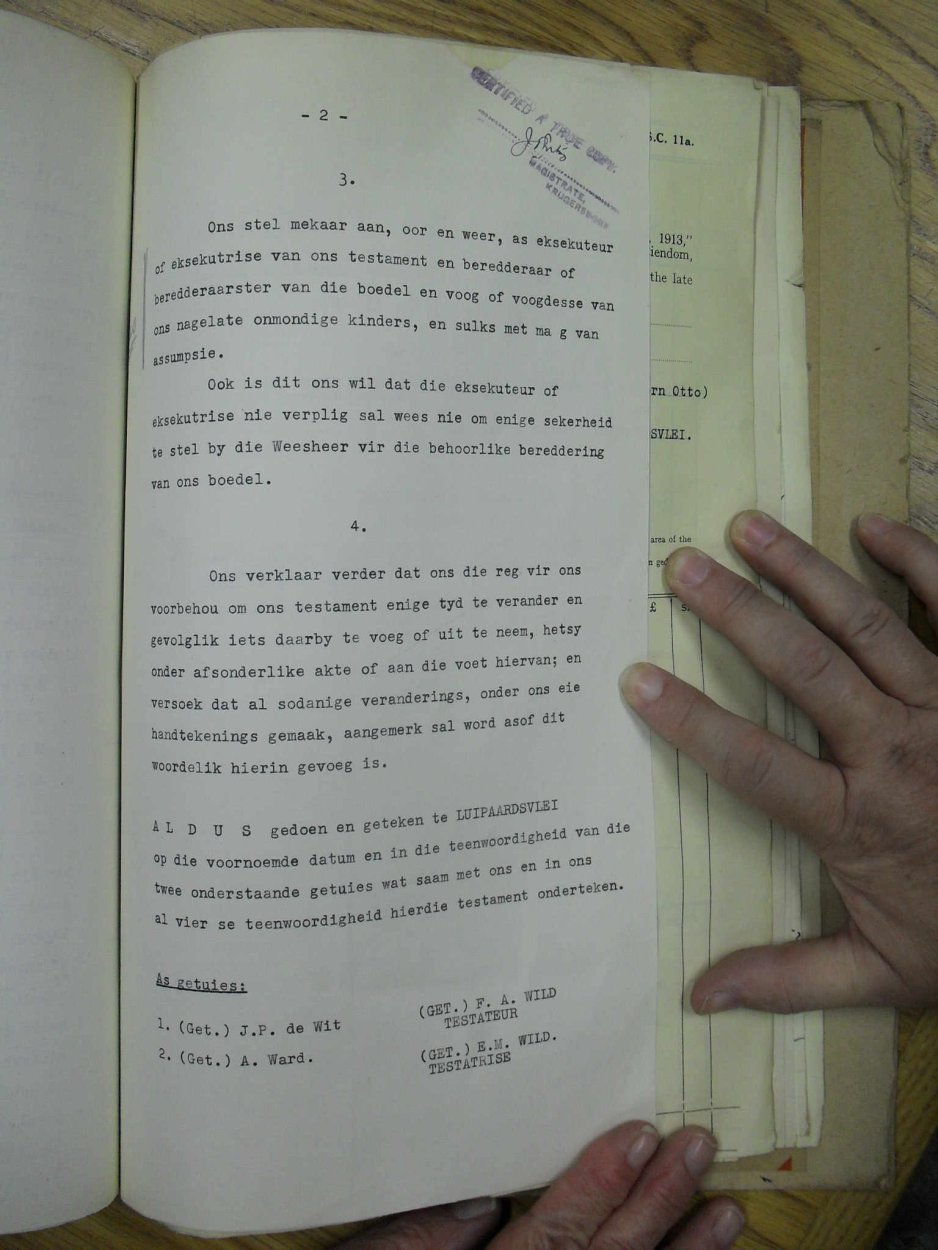 - 2 -
CERTIFIED A TRUE COPY.
MAGISTRATE,
KRUGERSDORP
3.
Ons stel mekaar aan, oor en weer, as eksekuteur
of eksekutrise van ons testament en beredderaar of
beredderaarster van die boedel en voog of voogdesse van
ons nagelate onmondige kinders, en sulks met ma g van
assumpsie.
Ook is dit ons wil dat die eksekuteur of
eksekutrise nie verplig sal wees nie om enige sekerheid
te stel by die Weesheer vir die behoorlike bereddering
van ons boedel.
4.
Ons verklaar verder dat ons die reg vir ons
voorbehou om ons testament enige tyd te verander en
gevolglik iets daarby te voeg of uit te neem, hetsy
onder afsonderlike akte of aan die voet hiervan; en
versoek dat al sodanige veranderings, onder ons eie
handtekenings gemaak, aangemerk sal word asof dit
woordelik hierin gevoeg is.
A L D U S gedoen en geteken te LUIPAARDSVLEI
op die voornoemde datum en in die teenwoordigheid van die
twee onderstaande getuies wat saam met ons en in ons
al vier se teenwoordigheid hierdie testament onderteken.
As getuies:
1. (Get.) J.P. de Wit
2. (Get.) A. Ward.
(GET.) F. A. WILD
TESTATEUR
(GET.) E.M. WILD.
TESTATRISE
S.C. 11a.
1913,"
iendom,
the late
rn Otto)
SVLEI.
area of the
£ s.